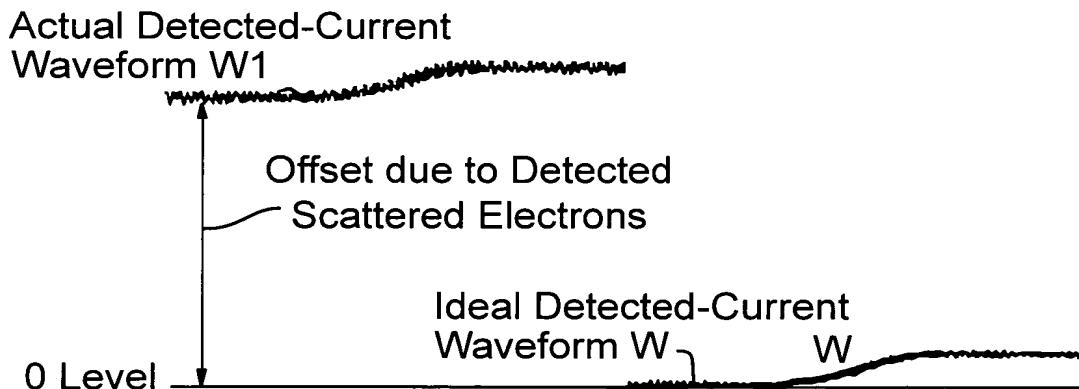 Actual Detected-Current
Waveform W1
Offset due to Detected
Scattered Electrons
Ideal Detected-Current
Waveform W
W
0 Level